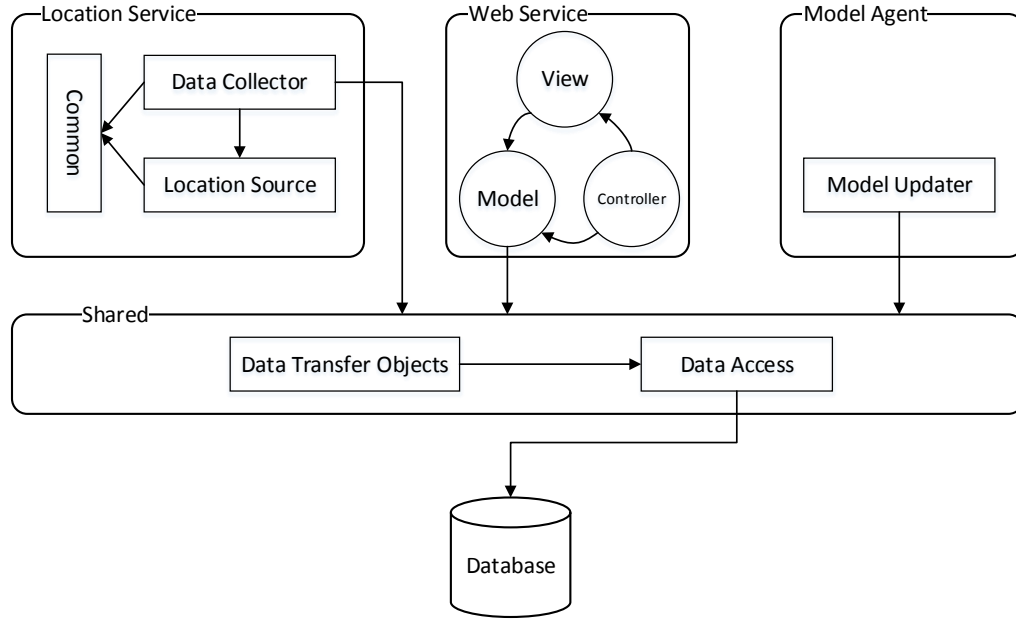 Location Service
Web Service
Model Agent
Common
Data Collector
Location Source
View
Model
Controller
Model Updater
Shared
Data Transfer Objects
Data Access
Database